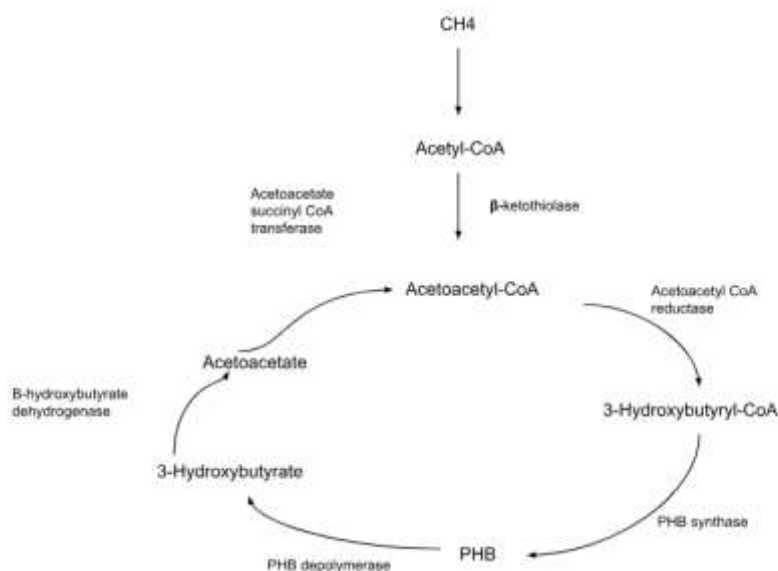 CH4
Acetyl-CoA
Acetoacetate
succinyl CoA
transferase
β-ketothiolase
Acetoacetyl-CoA
Acetoacetyl CoA
reductase
Acetoacetate
B-hydroxybutyrate
dehydrogenase
3-Hydroxybutyryl-CoA
3-Hydroxybutyrate
PHB synthase
PHB
PHB depolymerase